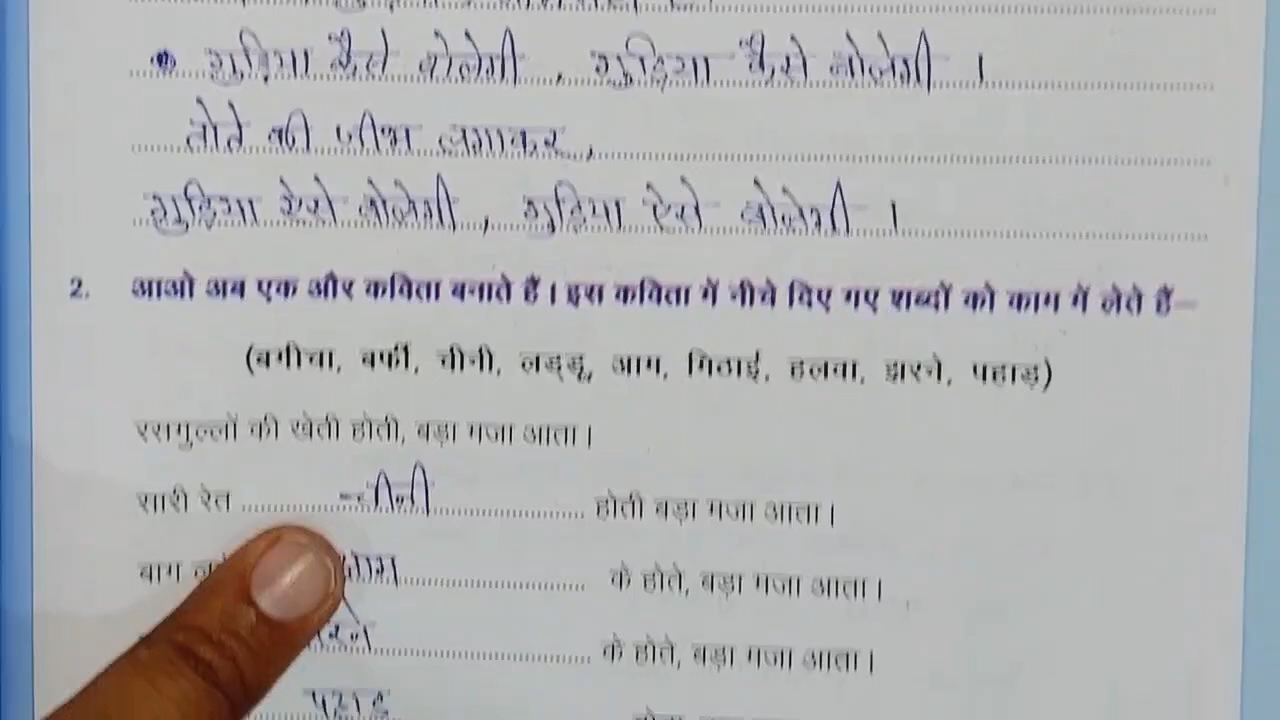 गुड़िया कैसे बोलेगी , गुड़िया कैसे बोलेगी ।
तोते की जीभ लगाकर,
गुड़िया ऐसे बोलेगी , गुड़िया ऐसे बोलेगी ।
2. आओ अब एक और कविता बनाते हैं। इस कविता में नीचे दिए गए शब्दों को काम में लेते हैं—
(बगीचा, बर्फी, चीनी, लड्डू, आम, मिठाई, हलवा, झरने, पहाड़)
रसगुल्लों की खेती होती, बड़ा मजा आता।
सारी रेत चीनी होती बड़ा मजा आता।
बाग के होते, बड़ा मजा आता।
के होते, बड़ा मजा आता।
पहाड़